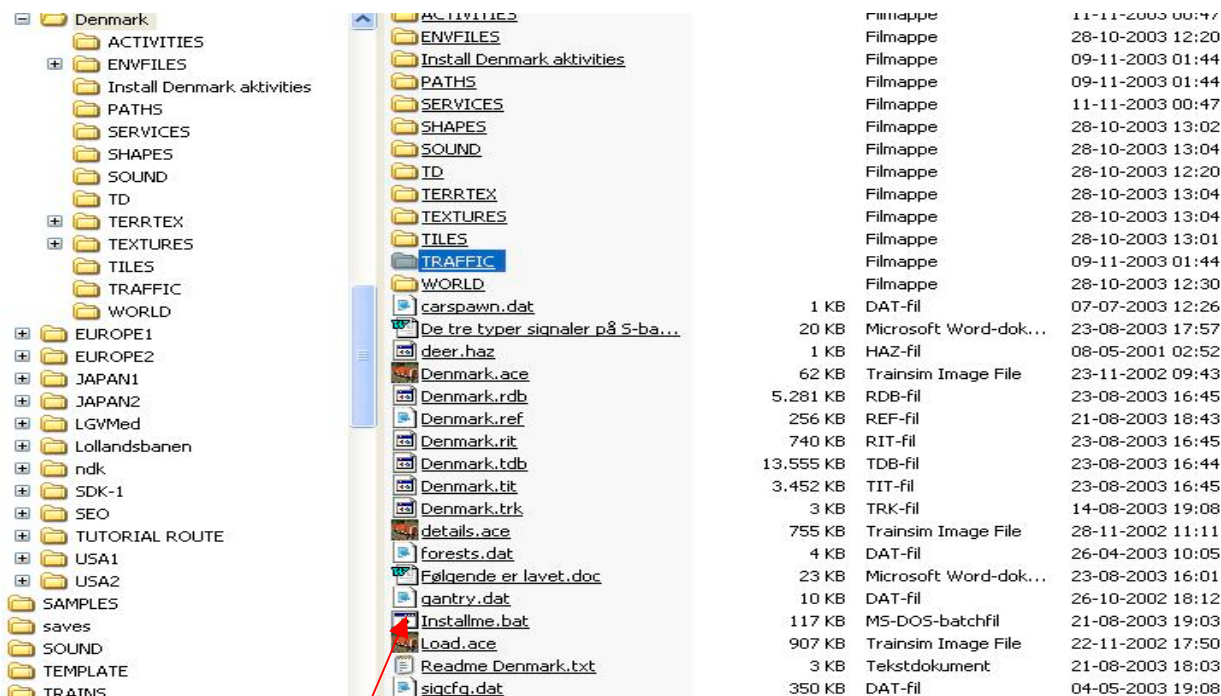 Denmark
ACTIVITIES
ENVFILES
Install Denmark aktivities
PATHS
SERVICES
SHAPES
SOUND
TD
TERRTEX
TEXTURES
TILES
TRAFFIC
WORLD
EUROPE1
EUROPE2
JAPAN1
JAPAN2
LGVMed
Lollandsbanen
ndk
SDK-1
SEO
TUTORIAL ROUTE
USA1
USA2
SAMPLES
saves
SOUND
TEMPLATE
TRAINS
ACTIVITIES Filmappe 11-11-2003 00:47
ENVFILES Filmappe 28-10-2003 12:20
Install Denmark aktivities Filmappe 09-11-2003 01:44
PATHS Filmappe 09-11-2003 01:44
SERVICES Filmappe 11-11-2003 00:47
SHAPES Filmappe 28-10-2003 13:02
SOUND Filmappe 28-10-2003 13:04
TD Filmappe 28-10-2003 12:20
TERRTEX Filmappe 28-10-2003 13:04
TEXTURES Filmappe 28-10-2003 13:04
TILES Filmappe 28-10-2003 13:01
TRAFFIC Filmappe 09-11-2003 01:44
WORLD Filmappe 28-10-2003 12:30
carspawn.dat 1 KB DAT-fil 07-07-2003 12:26
De tre typer signaler på S-ba... 20 KB Microsoft Word-dok... 23-08-2003 17:57
deer.haz 1 KB HAZ-fil 08-05-2001 02:52
Denmark.ace 62 KB Trainsim Image File 23-11-2002 09:43
Denmark.rdb 5.281 KB RDB-fil 23-08-2003 16:45
Denmark.ref 256 KB REF-fil 21-08-2003 18:43
Denmark.rit 740 KB RIT-fil 23-08-2003 16:45
Denmark.tdb 13.555 KB TDB-fil 23-08-2003 16:44
Denmark.tit 3.452 KB TIT-fil 23-08-2003 16:45
Denmark.trk 3 KB TRK-fil 14-08-2003 19:08
details.ace 755 KB Trainsim Image File 28-11-2002 11:11
forests.dat 4 KB DAT-fil 26-04-2003 10:05
Følgende er lavet.doc 23 KB Microsoft Word-dok... 23-08-2003 16:01
gantry.dat 10 KB DAT-fil 26-10-2002 18:12
Installme.bat 117 KB MS-DOS-batchfil 21-08-2003 19:03
Load.ace 907 KB Trainsim Image File 22-11-2002 17:50
Readme Denmark.txt 3 KB Tekstdokument 21-08-2003 18:03
sigcfg.dat 350 KB DAT-fil 04-05-2003 19:08